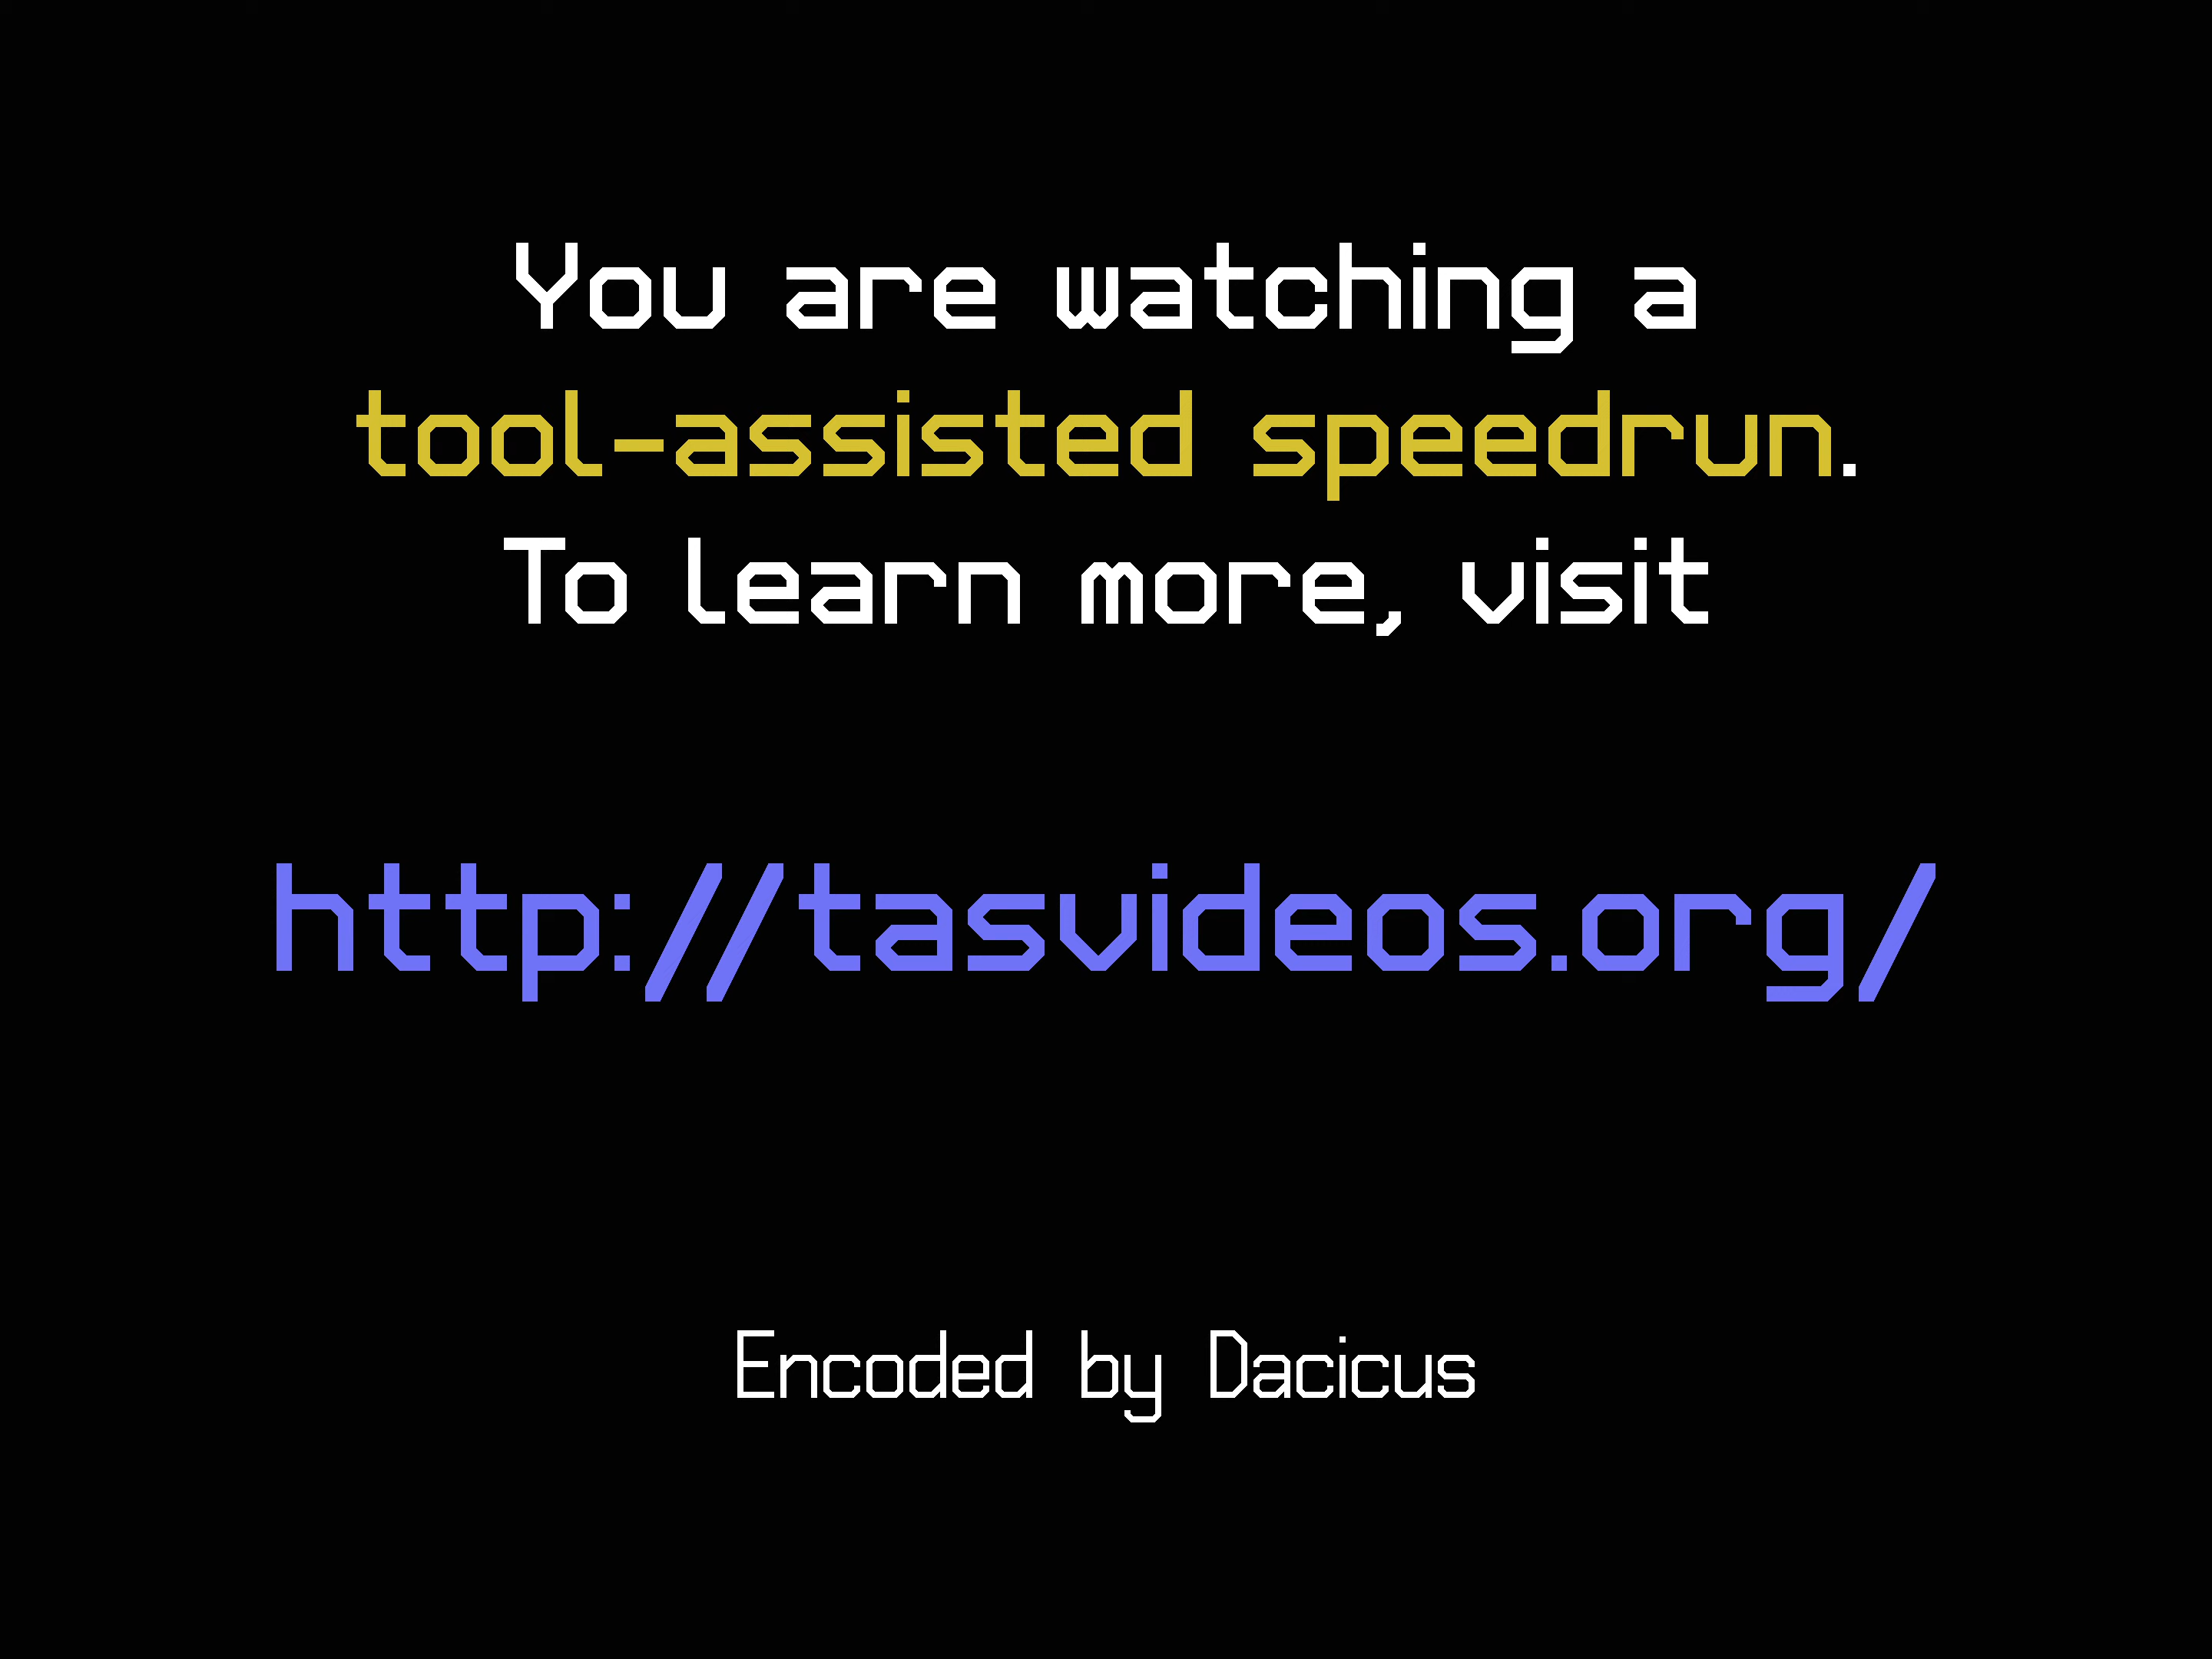 You are watching a
tool-assisted speedrun.
To learn more, visit
http://tasvideos.org/
Encoded by Dacicus